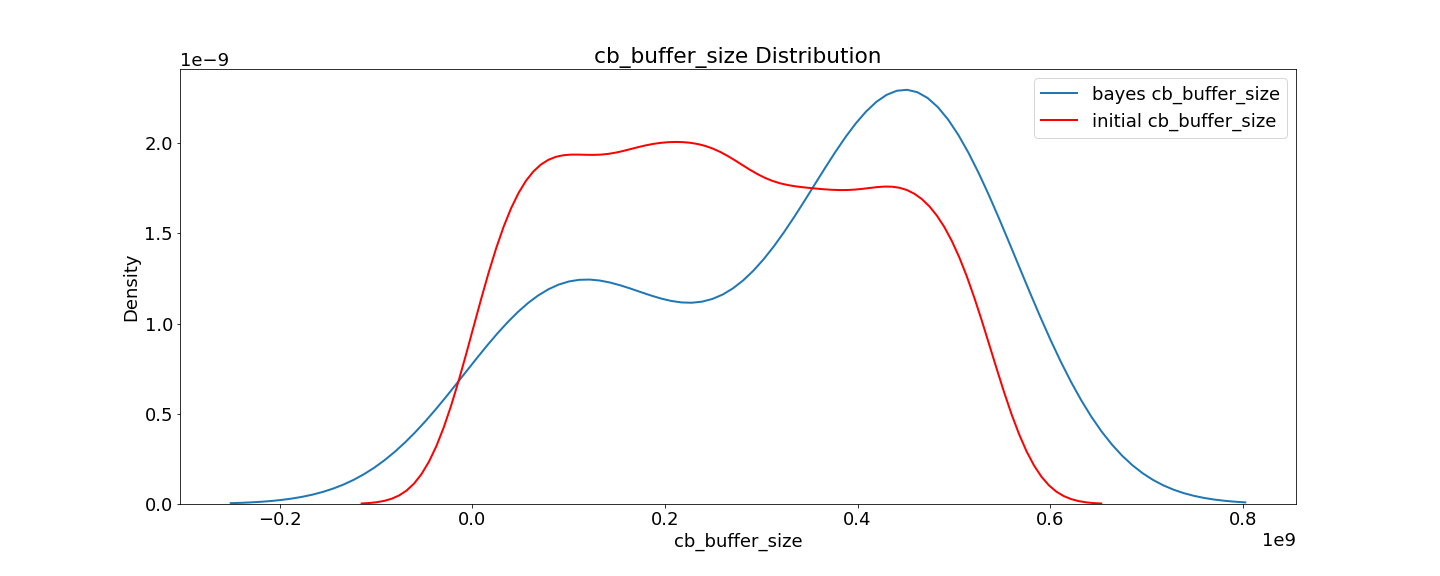 cb_buffer_size Distribution
1e−9
bayes cb_buffer_size
initial cb_buffer_size
2.0
1.5
1.0
0.5
0.0
Density
−0.2
0.0
0.2
0.4
0.6
0.8
cb_buffer_size
1e9